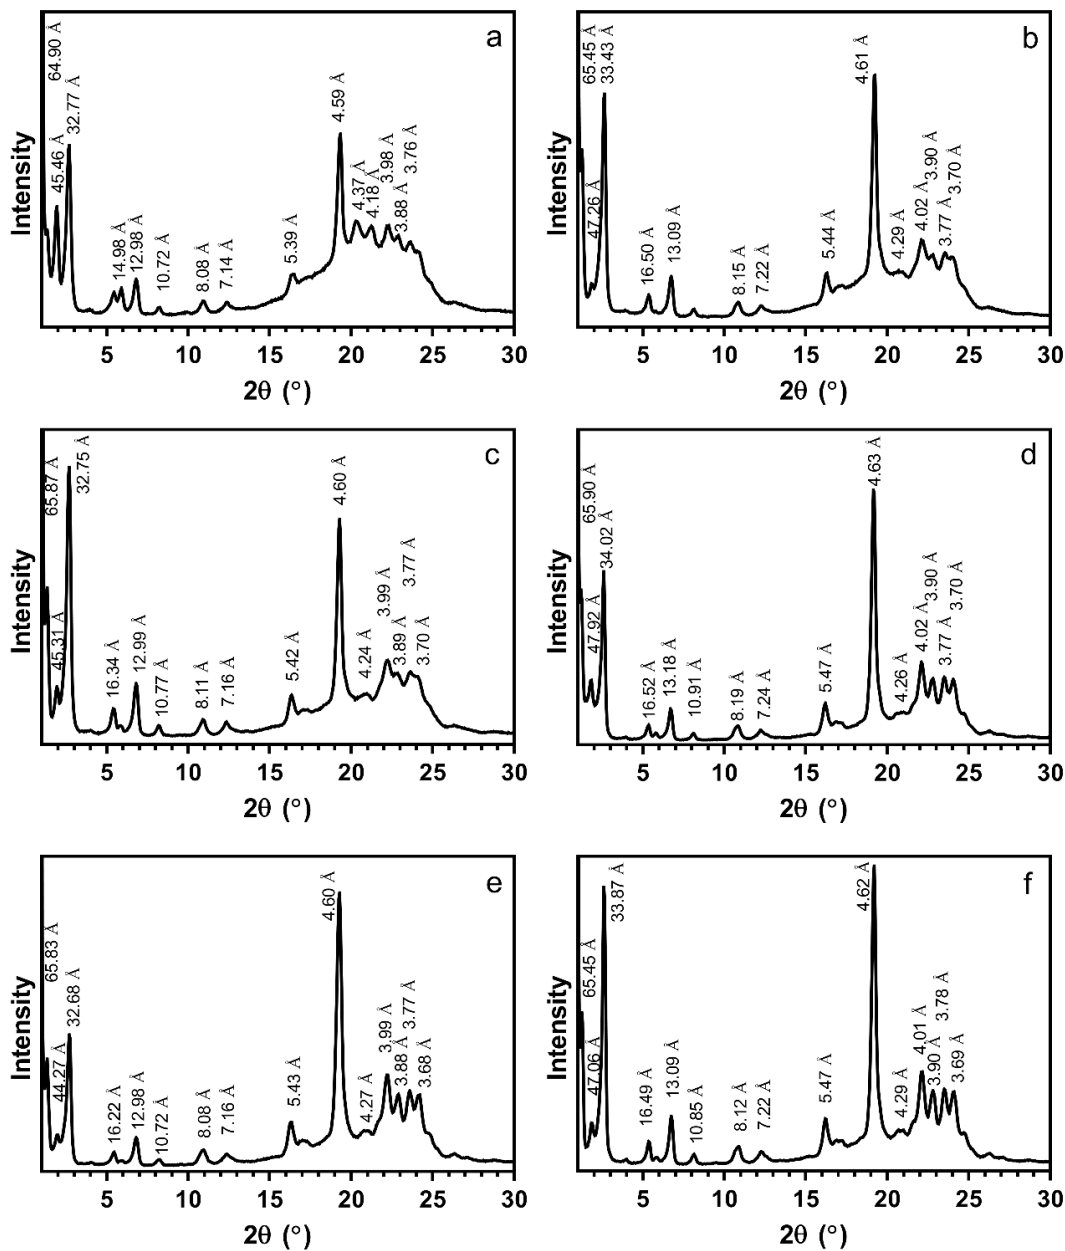 a
64.90 Å
32.77 Å
45.46 Å
14.98 Å
12.98 Å
10.72 Å
8.08 Å
7.14 Å
5.39 Å
4.59 Å
4.37 Å
4.18 Å
3.98 Å
3.88 Å
3.76 Å
Intensity
5 10 15 20 25 30
2θ (°)
b
65.45 Å
33.43 Å
47.26 Å
16.50 Å
13.09 Å
8.15 Å
7.22 Å
5.44 Å
4.61 Å
4.29 Å
4.02 Å
3.90 Å
3.77 Å
3.70 Å
Intensity
5 10 15 20 25 30
2θ (°)
c
65.87 Å
32.75 Å
45.31 Å
16.34 Å
12.99 Å
10.77 Å
8.11 Å
7.16 Å
5.42 Å
4.60 Å
4.24 Å
3.99 Å
3.89 Å
3.77 Å
3.70 Å
Intensity
5 10 15 20 25 30
2θ (°)
d
65.90 Å
34.02 Å
47.92 Å
16.52 Å
13.18 Å
10.91 Å
8.19 Å
7.24 Å
5.47 Å
4.63 Å
4.26 Å
4.02 Å
3.90 Å
3.77 Å
3.70 Å
Intensity
5 10 15 20 25 30
2θ (°)
e
65.83 Å
32.68 Å
44.27 Å
16.22 Å
12.98 Å
10.72 Å
8.08 Å
7.16 Å
5.43 Å
4.60 Å
4.27 Å
3.99 Å
3.88 Å
3.77 Å
3.68 Å
Intensity
5 10 15 20 25 30
2θ (°)
f
65.45 Å
33.87 Å
47.06 Å
16.49 Å
13.09 Å
10.85 Å
8.12 Å
7.22 Å
5.47 Å
4.62 Å
4.29 Å
4.01 Å
3.90 Å
3.78 Å
3.69 Å
Intensity
5 10 15 20 25 30
2θ (°)